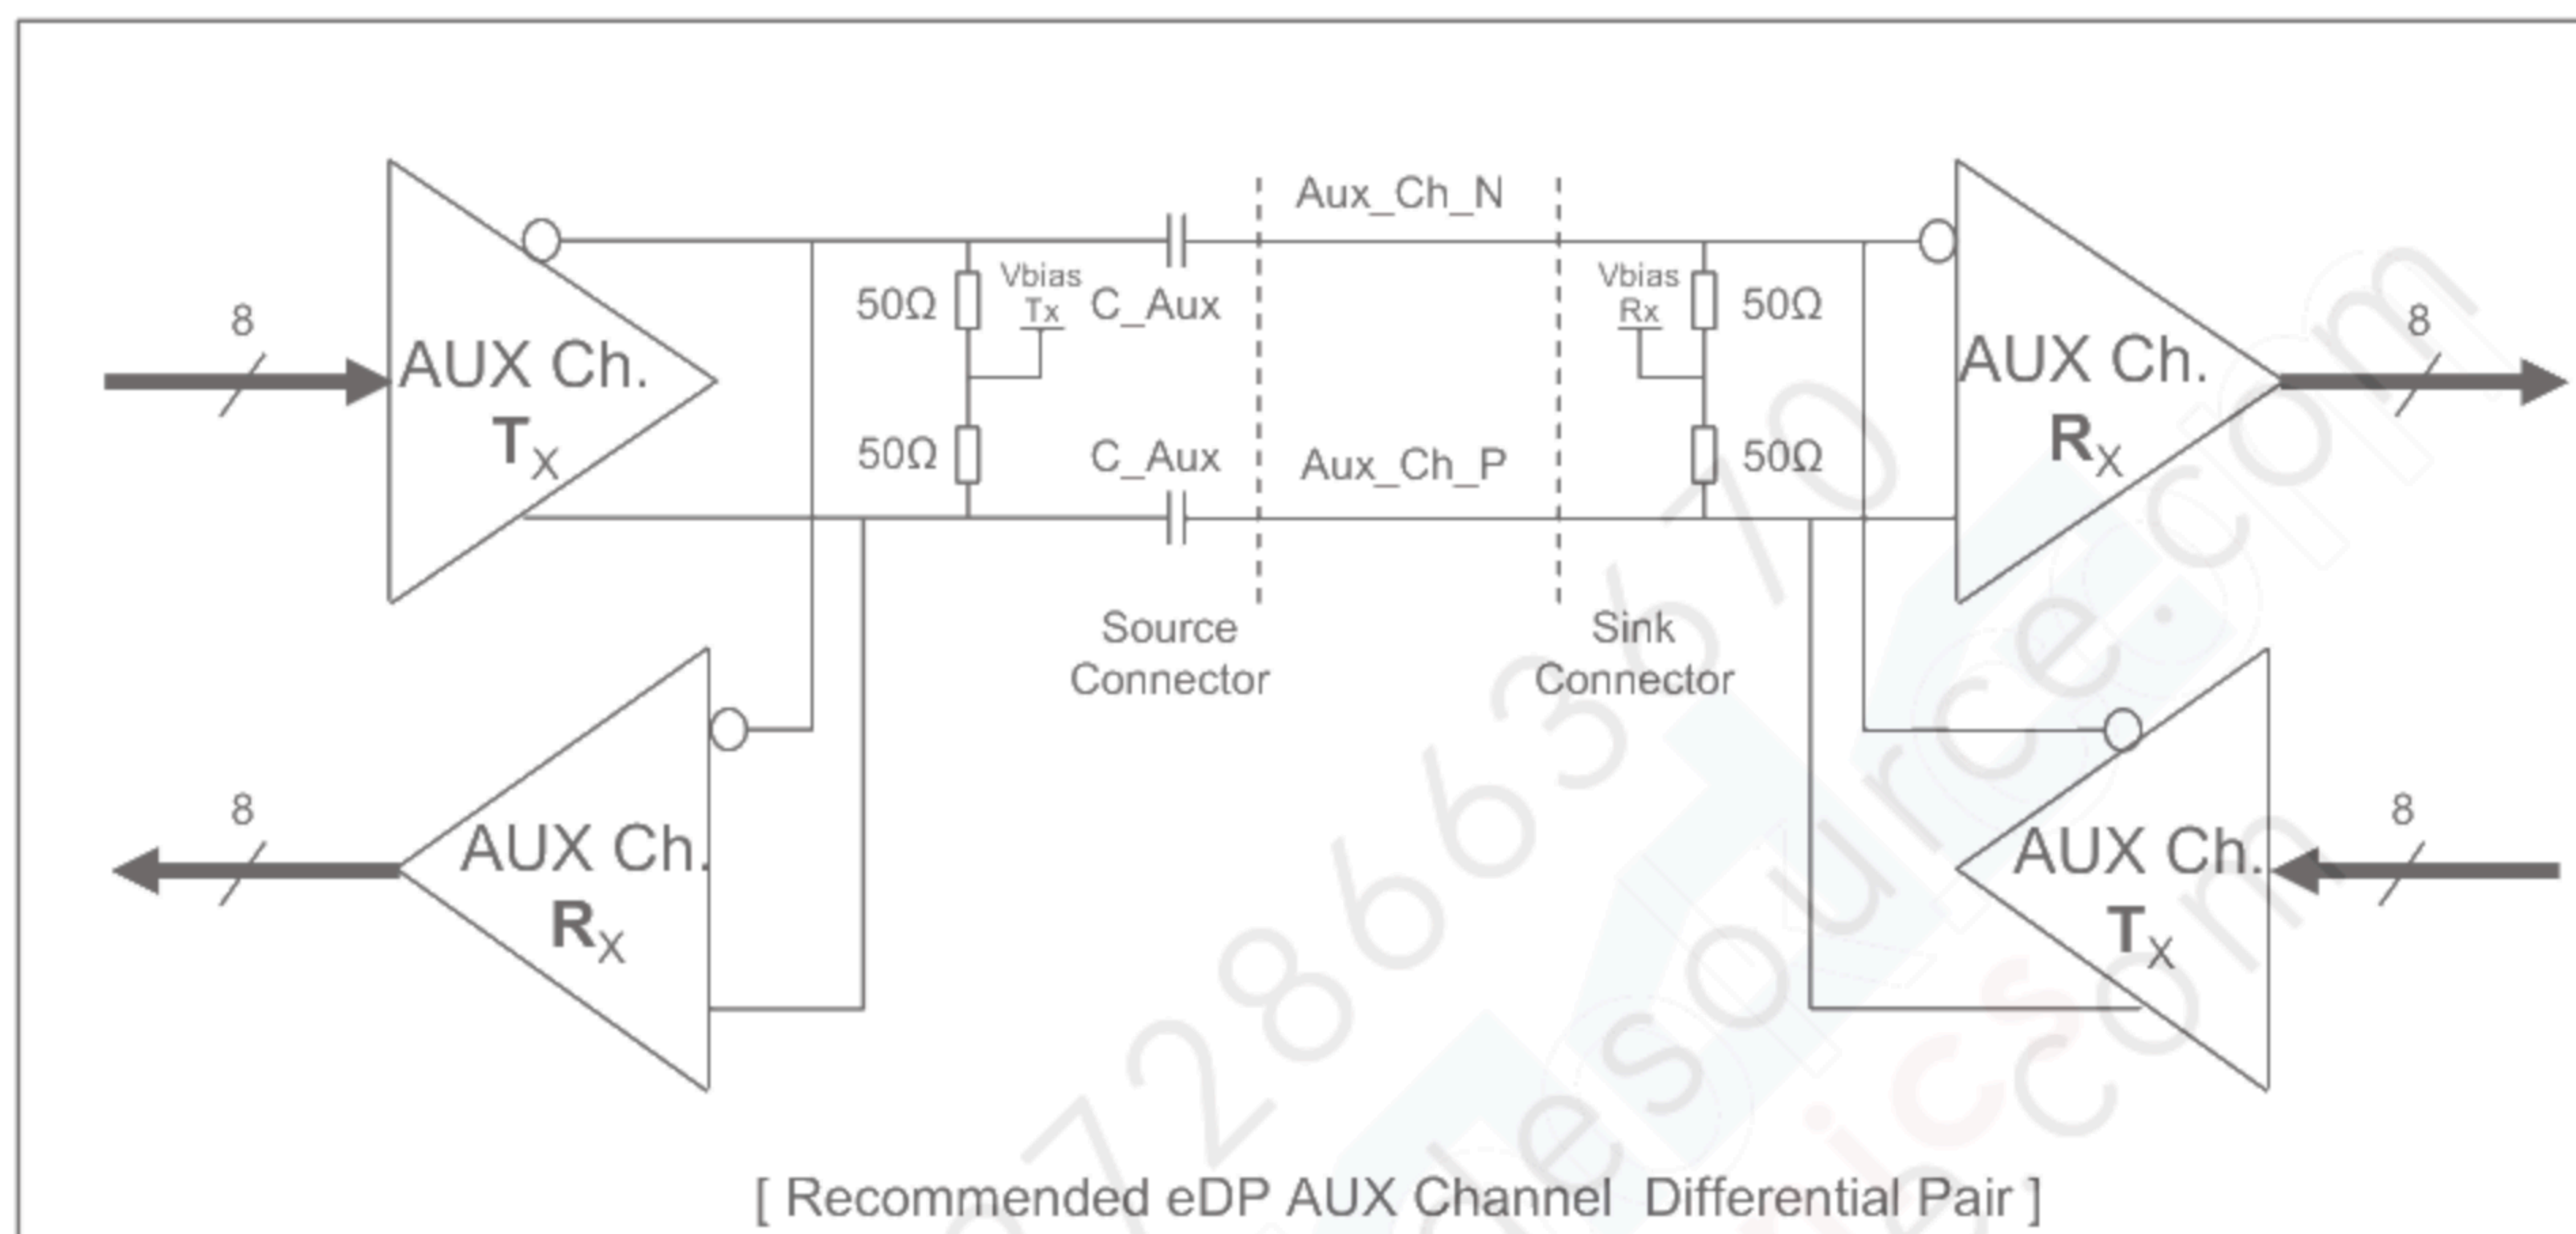 Aux_Ch_N
8
AUX Ch.
TX
50Ω
Vbias
Tx
C_Aux
Vbias
Rx
50Ω
AUX Ch.
RX
8
50Ω
C_Aux
Aux_Ch_P
50Ω
Source
Connector
Sink
Connector
8
AUX Ch.
RX
AUX Ch.
TX
8
[ Recommended eDP AUX Channel Differential Pair ]